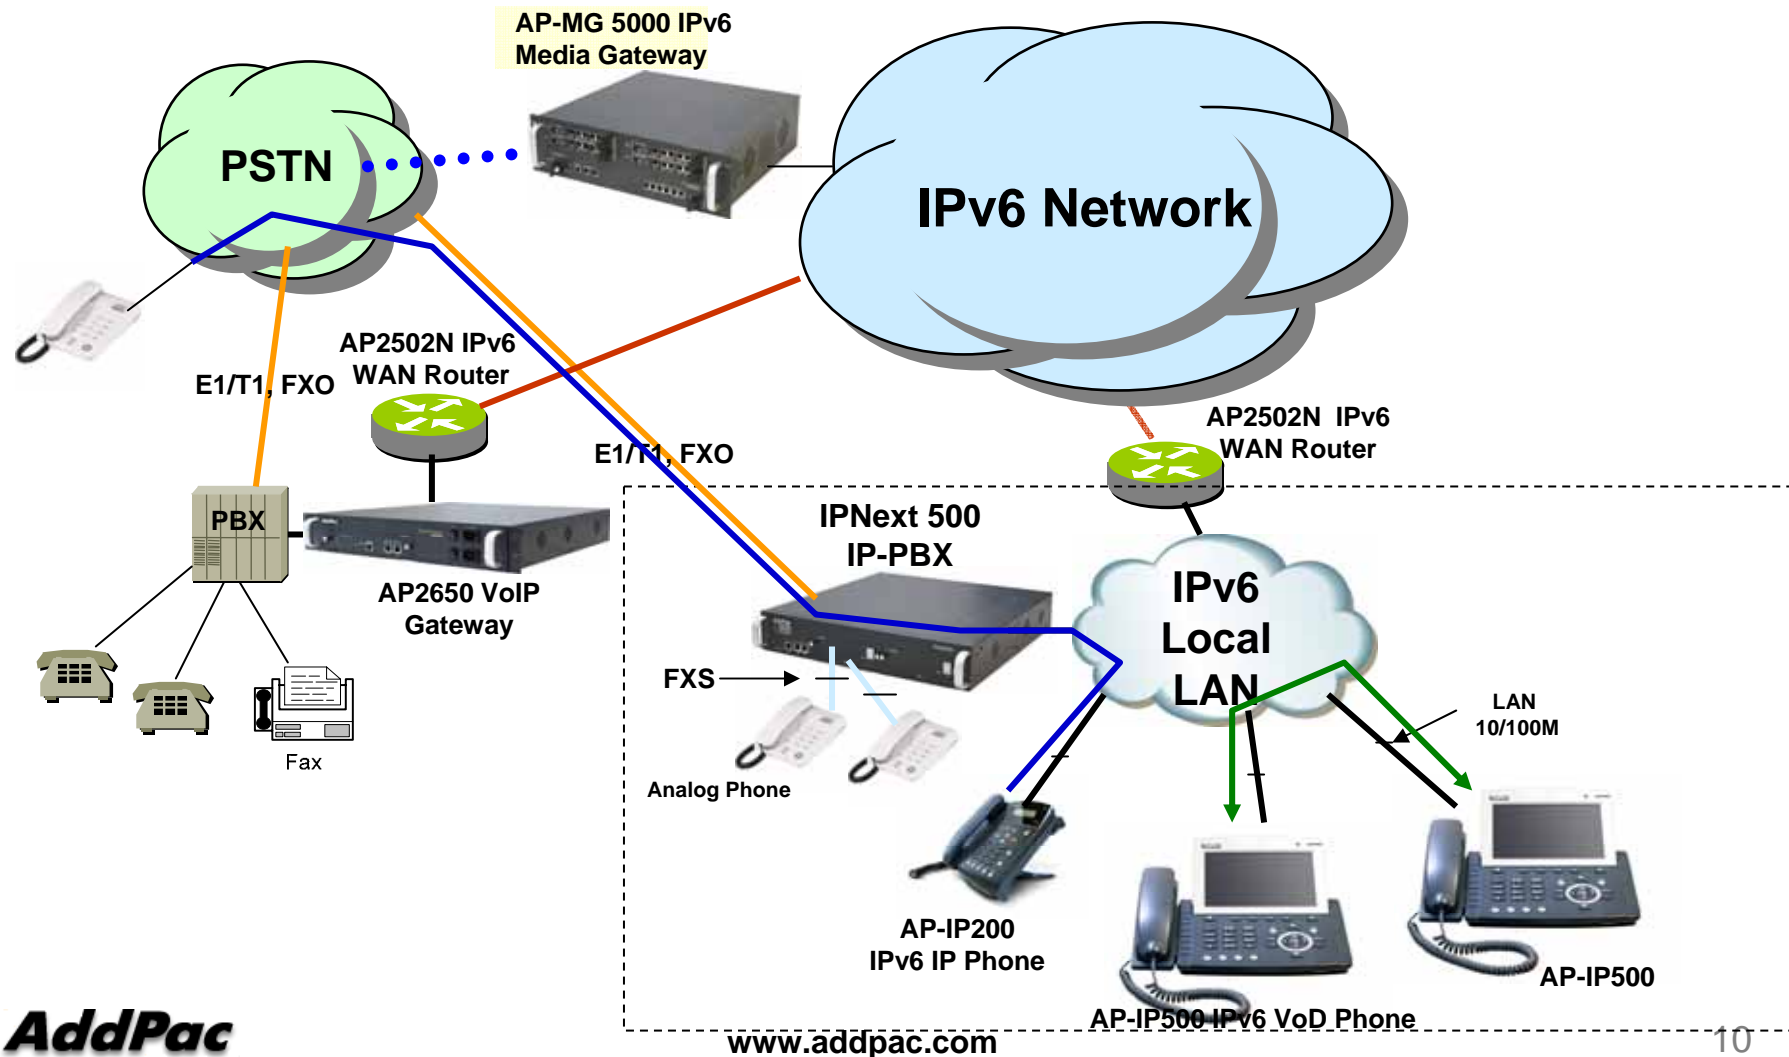 AP-MG 5000 IPv6
Media Gateway
PSTN
IPv6 Network
AP2502N IPv6
WAN Router
E1/T1, FXO
AP2502N  IPv6
WAN Router
E1/T1, FXO
PBX
IPNext 500
IP-PBX
AP2650 VoIP
Gateway
IPv6
Local
LAN
FXS
LAN
10/100M
Fax
Analog Phone
AP-IP200
IPv6 IP Phone
AP-IP500
AP-IP500 IPv6 VoD Phone
AddPac
www.addpac.com
10